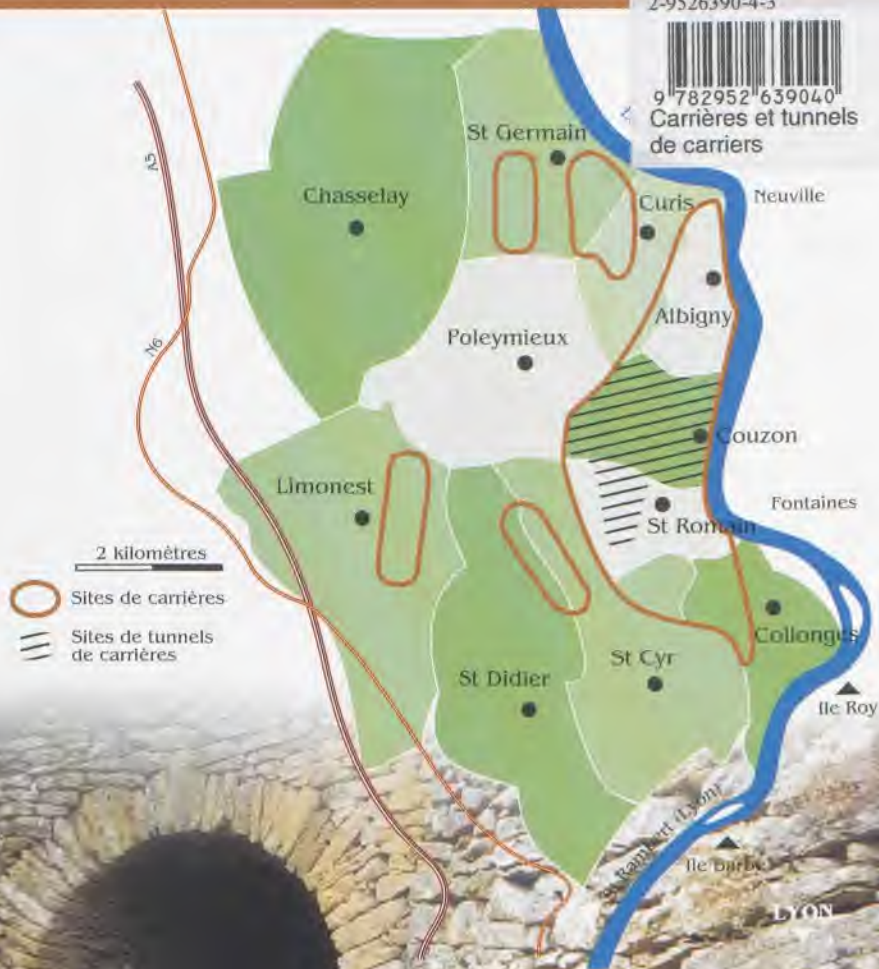 2-9526390-4-3
9 782952 639040
Carrières et tunnels
de carriers
St Germain
Chasselay
Curis
Neuville
A5
Albigny
Poleymieux
N6
Couzon
Limonest
Fontaines
St Romain
2 kilomètres
Sites de carrières
Collonges
Sites de tunnels
de carrières
St Cyr
St Didier
Ile Roy
St Rambert (Lyon)
Ile Barbe
LYON